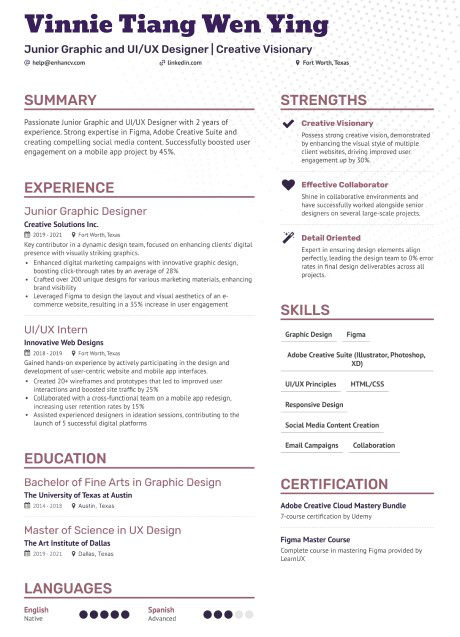 Vinnie Tiang Wen Ying
Junior Graphic and UI/UX Designer | Creative Visionary
help@enhancv.com
linkedin.com
Fort Worth, Texas
SUMMARY
Passionate Junior Graphic and UI/UX Designer with 2 years of
experience. Strong expertise in Figma, Adobe Creative Suite and
creating compelling social media content. Successfully boosted user
engagement on a mobile app project by 45%.
EXPERIENCE
Junior Graphic Designer
Creative Solutions Inc.
2019 - 2021 Fort Worth, Texas
Key contributor in a dynamic design team, focused on enhancing clients' digital
presence with visually striking graphics.
• Enhanced digital marketing campaigns with innovative graphic design,
boosting click-through rates by an average of 28%
• Crafted over 200 unique designs for various marketing materials, enhancing
brand visibility
• Leveraged Figma to design the layout and visual aesthetics of an e-
commerce website, resulting in a 35% increase in user engagement
UI/UX Intern
Innovative Web Designs
2018 - 2019 Fort Worth, Texas
Gained hands-on experience by actively participating in the design and
development of user-centric website and mobile app interfaces.
• Created 20+ wireframes and prototypes that led to improved user
interactions and boosted site traffic by 25%
• Collaborated with a cross-functional team on a mobile app redesign,
increasing user retention rates by 15%
• Assisted experienced designers in ideation sessions, contributing to the
launch of 5 successful digital platforms
EDUCATION
Bachelor of Fine Arts in Graphic Design
The University of Texas at Austin
2014 - 2018 Austin, Texas
Master of Science in UX Design
The Art Institute of Dallas
2019 - 2021 Dallas, Texas
LANGUAGES
English
Native
Spanish
Advanced
STRENGTHS
Creative Visionary
Possess strong creative vision, demonstrated
by enhancing the visual style of multiple
client websites, driving improved user
engagement up by 30%.
Effective Collaborator
Shine in collaborative environments and
have successfully worked alongside senior
designers on several large-scale projects.
Detail Oriented
Expert in ensuring design elements align
perfectly, leading the design team to 0% error
rates in final design deliverables across all
projects.
SKILLS
Graphic Design Figma
Adobe Creative Suite (Illustrator, Photoshop,
XD)
UI/UX Principles HTML/CSS
Responsive Design
Social Media Content Creation
Email Campaigns Collaboration
CERTIFICATION
Adobe Creative Cloud Mastery Bundle
7-course certification by Udemy
Figma Master Course
Complete course in mastering Figma provided by
LearnUX